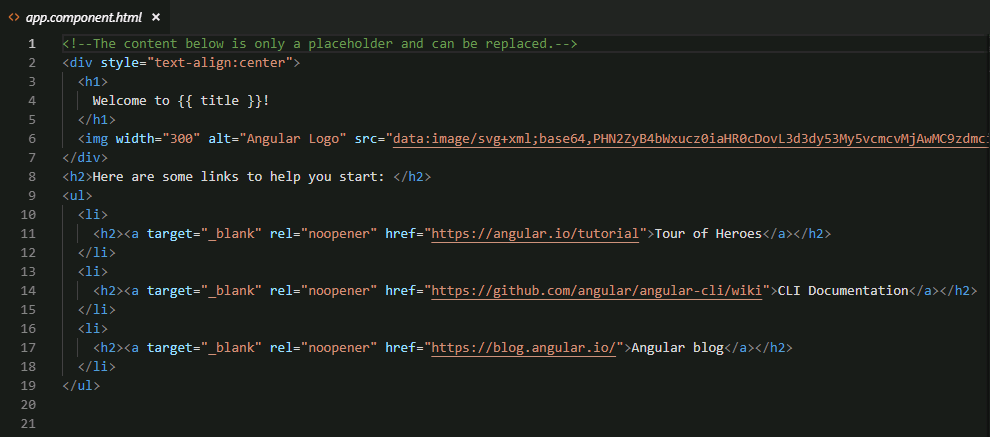 <> app.component.html ×
1 <!--The content below is only a placeholder and can be replaced.-->
2 <div style="text-align:center">
3 <h1>
4 Welcome to {{ title }}!
5 </h1>
6 <img width="300" alt="Angular Logo" src="data:image/svg+xml;base64,PHN2ZyB4bWxucz0iaHR0cDovL3d3dy53My5vcmcvMjAwMC9zdmci
7 </div>
8 <h2>Here are some links to help you start: </h2>
9 <ul>
10 <li>
11 <h2><a target="_blank" rel="noopener" href="https://angular.io/tutorial">Tour of Heroes</a></h2>
12 </li>
13 <li>
14 <h2><a target="_blank" rel="noopener" href="https://github.com/angular/angular-cli/wiki">CLI Documentation</a></h2>
15 </li>
16 <li>
17 <h2><a target="_blank" rel="noopener" href="https://blog.angular.io/">Angular blog</a></h2>
18 </li>
19 </ul>
20
21